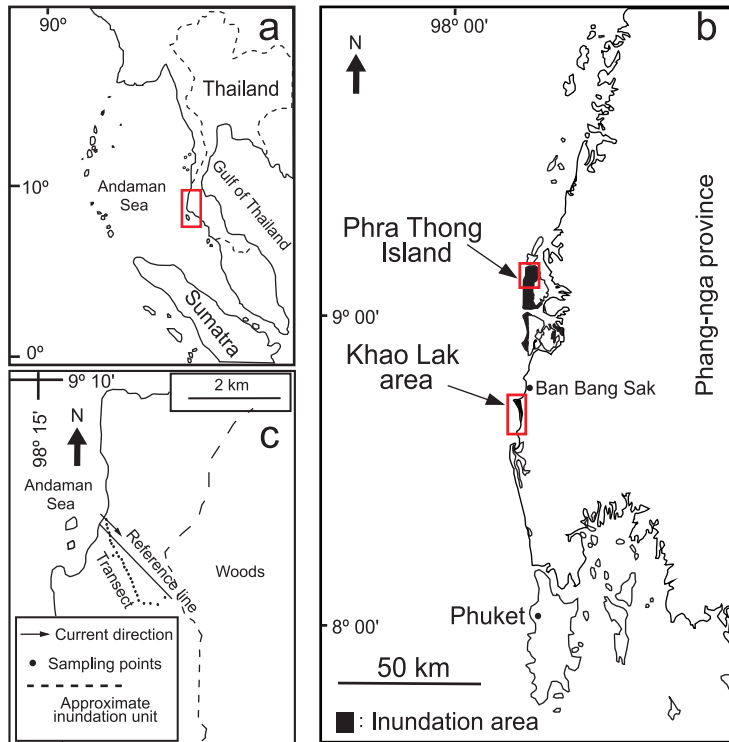 90º
a
Thailand
10º
Andaman
Sea
Gulf of Thailand
Sumatra
0º
98º 00'
b
N
Phra Thong
Island
9º 00'
Khao Lak
area
Ban Bang Sak
Phang-nga province
8º 00'
Phuket
50 km
: Inundation area
9º 10'
2 km
98º 15'
N
c
Andaman
Sea
Reference line
Transect
Woods
Current direction
Sampling points
Approximate
inundation unit